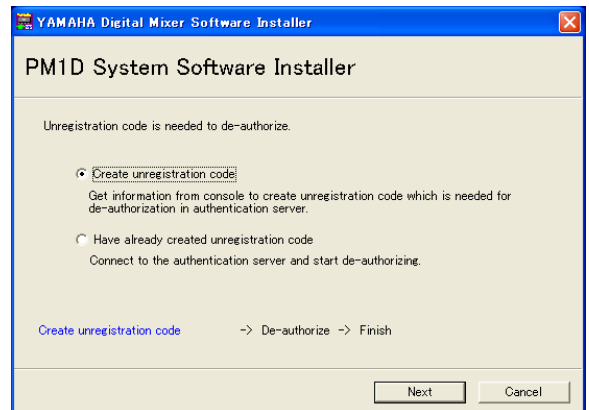 YAMAHA Digital Mixer Software Installer
PM1D System Software Installer
Unregistration code is needed to de-authorize.
Create unregistration code
Get information from console to create unregistration code which is needed for
de-authorization in authentication server.
Have already created unregistration code
Connect to the authentication server and start de-authorizing.
Create unregistration code -> De-authorize -> Finish
Next Cancel